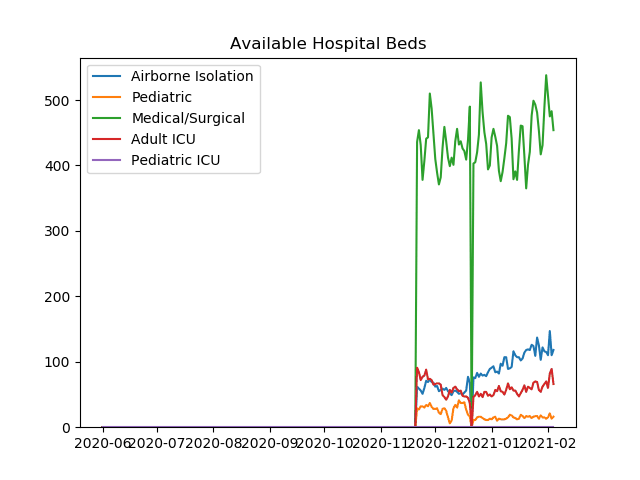 Available Hospital Beds
Airborne Isolation
Pediatric
Medical/Surgical
Adult ICU
Pediatric ICU
500
400
300
200
100
0
2020-06 2020-07 2020-08 2020-09 2020-10 2020-11 2020-12 2021-01 2021-02